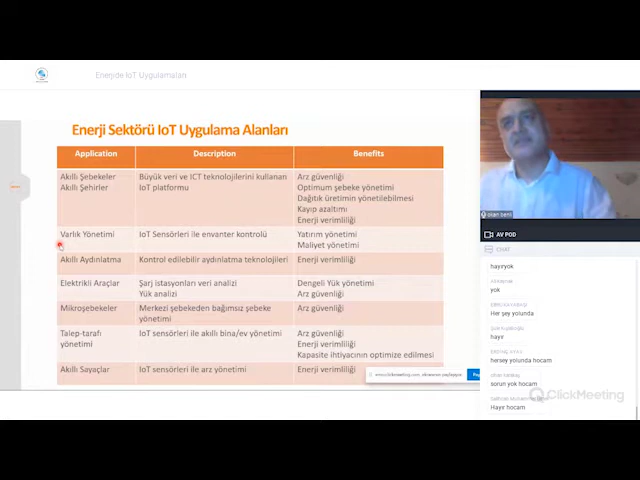 Enerjide IoT Uygulamaları
Enerji Sektörü IoT Uygulama Alanları
Application Description Benefits
Akıllı Şebekeler Büyük veri ve ICT teknolojilerini kullanan Arz güvenliği
Akıllı Şehirler IoT platformu Optimum şebeke yönetimi
Dağıtık üretimin yönetilebilmesi
Kayıp azaltımı
Enerji verimliliği
Varlık Yönetimi IoT Sensörleri ile envanter kontrolü Yatırım yönetimi
Maliyet yönetimi
Akıllı Aydınlatma Kontrol edilebilir aydınlatma teknolojileri Enerji verimliliği
Elektrikli Araçlar Şarj istasyonları veri analizi Dengeli Yük yönetimi
Yük analizi Arz güvenliği
Mikroşebekeler Merkezi şebekeden bağımsız şebeke Arz güvenliği
yönetimi Enerji verimliliği
Talep-tarafı IoT sensörleri ile akıllı bina/ev yönetimi Arz güvenliği
yönetimi Enerji verimliliği
Kapasite ihtiyacının optimize edilmesi
Akıllı Sayaçlar IoT sensörleri ile arz yönetimi Enerji verimliliği
okan benli
AV POD
CHAT
hayıryok
yok
Her şey yolunda
hayır
hersey yolunda hocam
sorun yok hocam
Hayır hocam
ClickMeeting